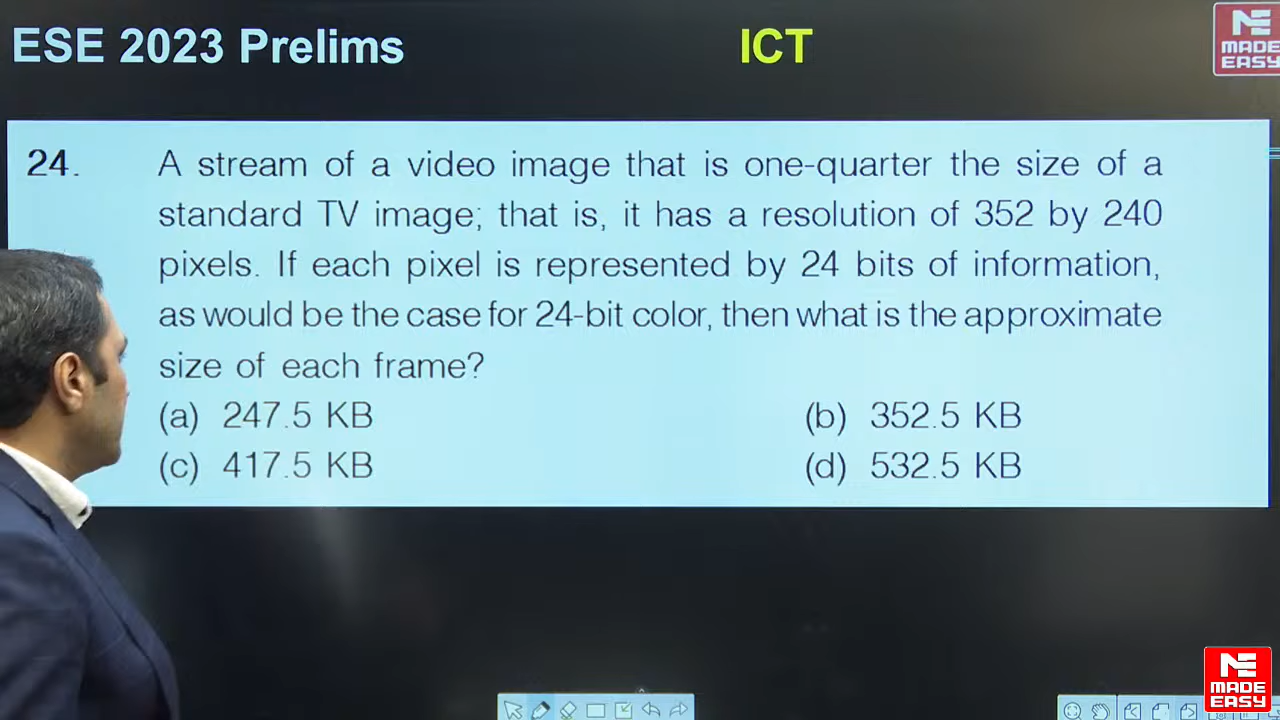 ESE 2023 Prelims
ICT
NE
MADE
EASY
24. A stream of a video image that is one-quarter the size of a
standard TV image; that is, it has a resolution of 352 by 240
pixels. If each pixel is represented by 24 bits of information,
as would be the case for 24-bit color, then what is the approximate
size of each frame?
(a) 247.5 KB (b) 352.5 KB
(c) 417.5 KB (d) 532.5 KB
NE
MADE
EASY